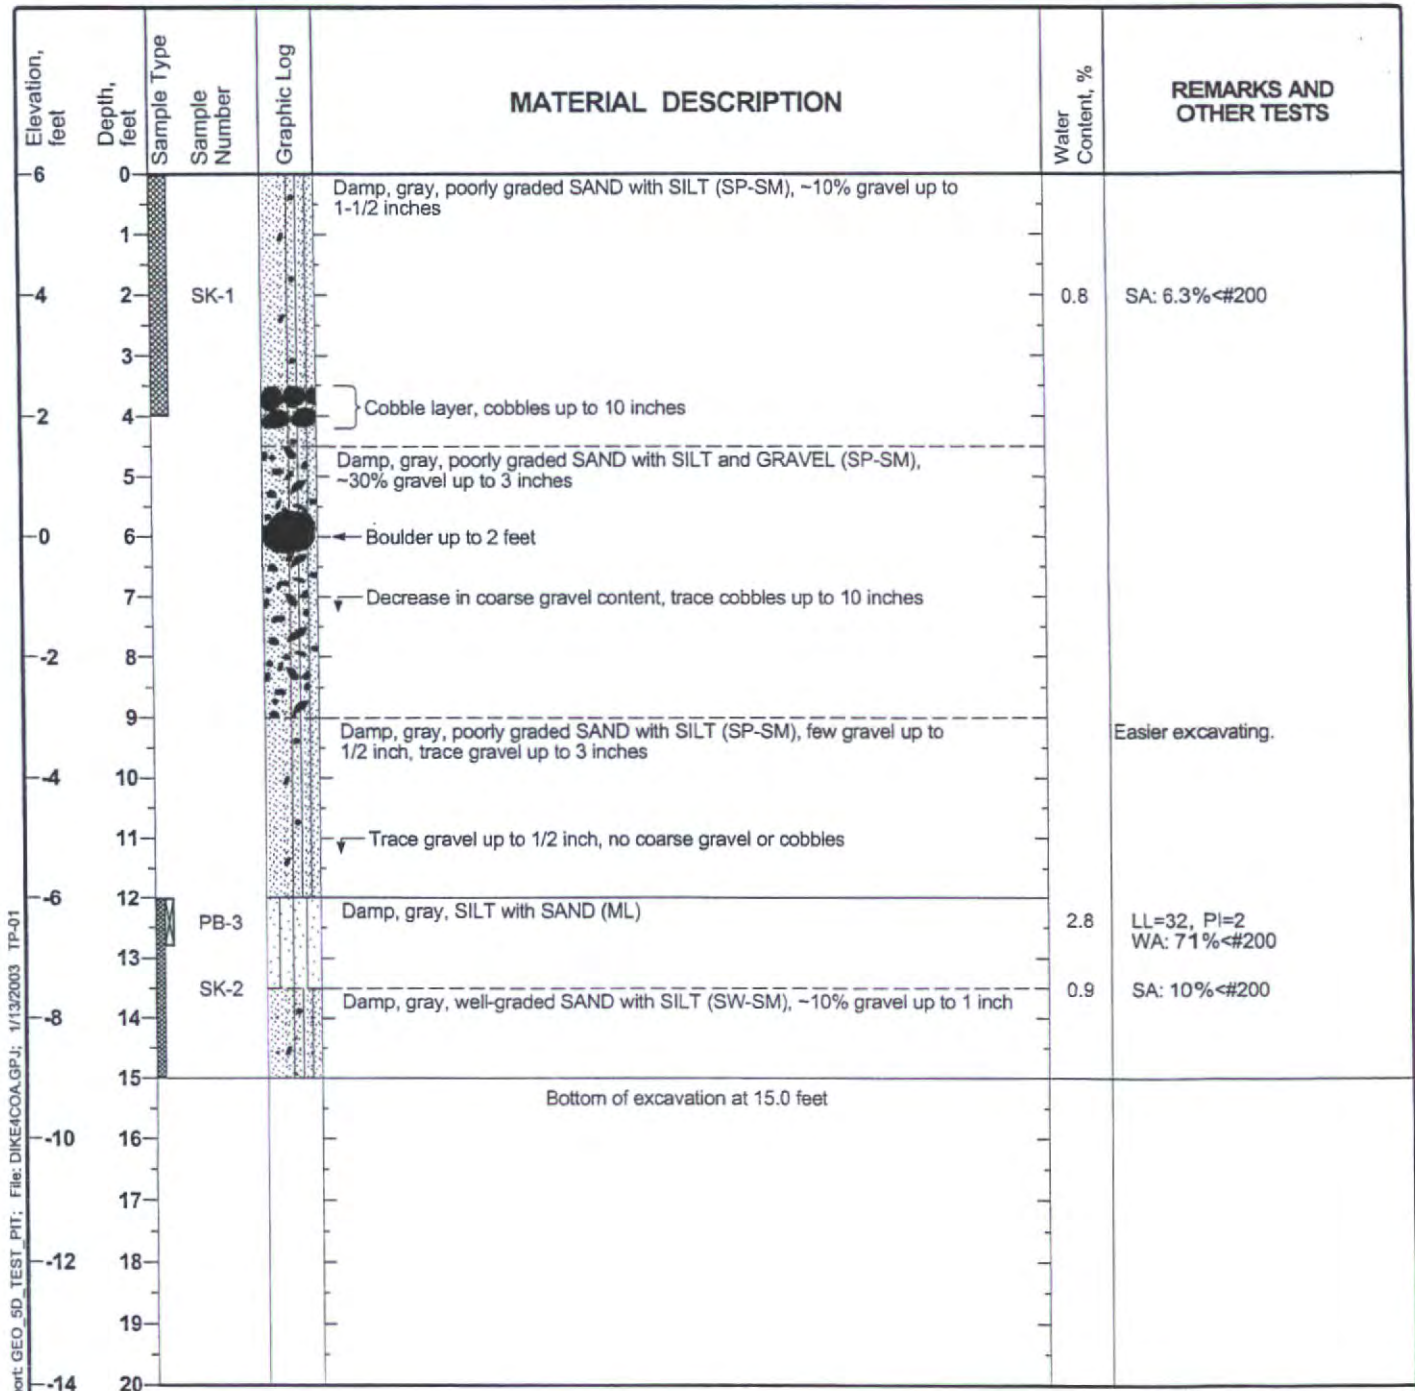 Elevation,
feet
Depth,
feet
Sample Type
Sample
Number
Graphic Log
MATERIAL DESCRIPTION
Water
Content, %
REMARKS AND
OTHER TESTS
6
0
Damp, gray, poorly graded SAND with SILT (SP-SM), ~10% gravel up to
1-1/2 inches
1
4
2
SK-1
0.8
SA: 6.3%<#200
3
Cobble layer, cobbles up to 10 inches
2
4
Damp, gray, poorly graded SAND with SILT and GRAVEL (SP-SM),
~30% gravel up to 3 inches
5
0
6
Boulder up to 2 feet
7
Decrease in coarse gravel content, trace cobbles up to 10 inches
-2
8
9
Damp, gray, poorly graded SAND with SILT (SP-SM), few gravel up to
1/2 inch, trace gravel up to 3 inches
Easier excavating.
-4
10
11
Trace gravel up to 1/2 inch, no coarse gravel or cobbles
-6
12
Damp, gray, SILT with SAND (ML)
PB-3
2.8
LL=32, PI=2
WA: 71%<#200
13
SK-2
0.9
SA: 10%<#200
Damp, gray, well-graded SAND with SILT (SW-SM), ~10% gravel up to 1 inch
-8
14
15
Bottom of excavation at 15.0 feet
-10
16
17
-12
18
19
-14
20
ort: GEO_5D_TEST_PIT; File: DIKE4COA.GPJ; 1/13/2003 TP-01